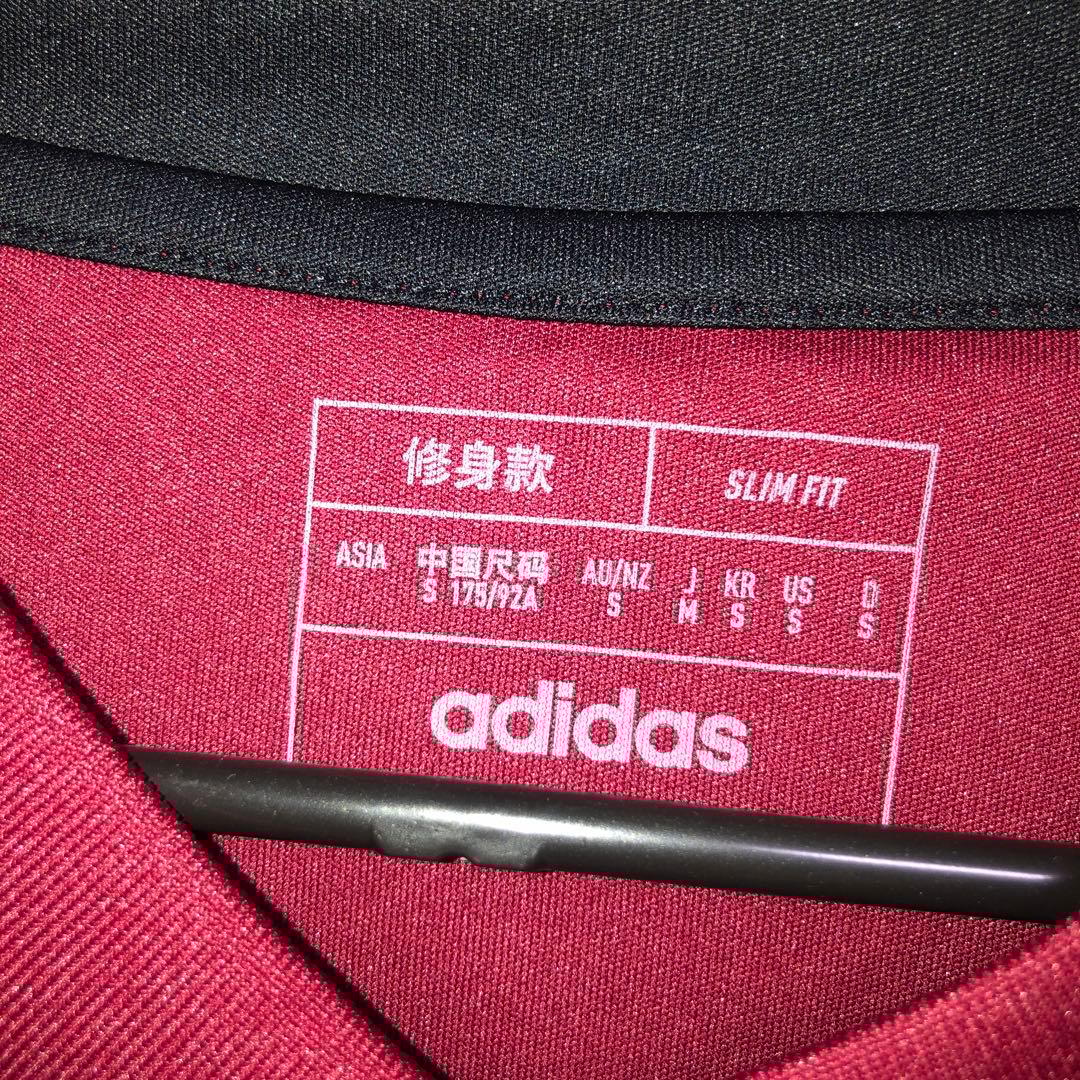 修身款 SLIM FIT
ASIA 中国尺码 AU/NZ J KR US D
S 175/92A S M S S S
adidas